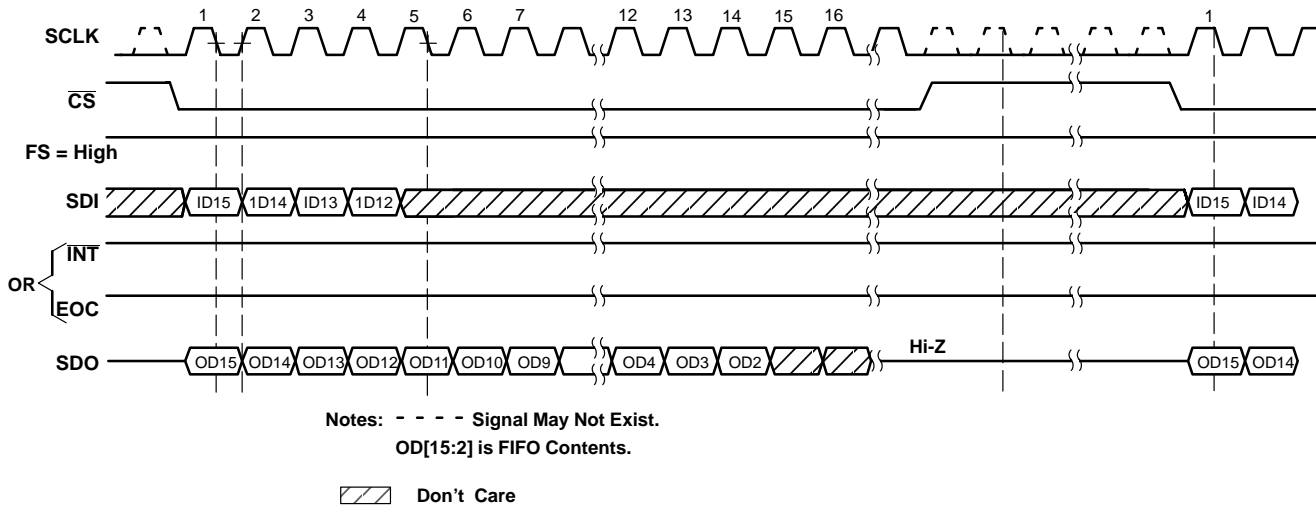 1 2 3 4 5 6 7 12 13 14 15 16 1
SCLK
CS
FS = High
SDI ID15 1D14 ID13 1D12 ID15 ID14
INT
OR
EOC
SDO OD15 OD14 OD13 OD12 OD11 OD10 OD9 OD4 OD3 OD2 Hi-Z OD15 OD14
Notes: - - - - Signal May Not Exist.
OD[15:2] is FIFO Contents.
Don't Care